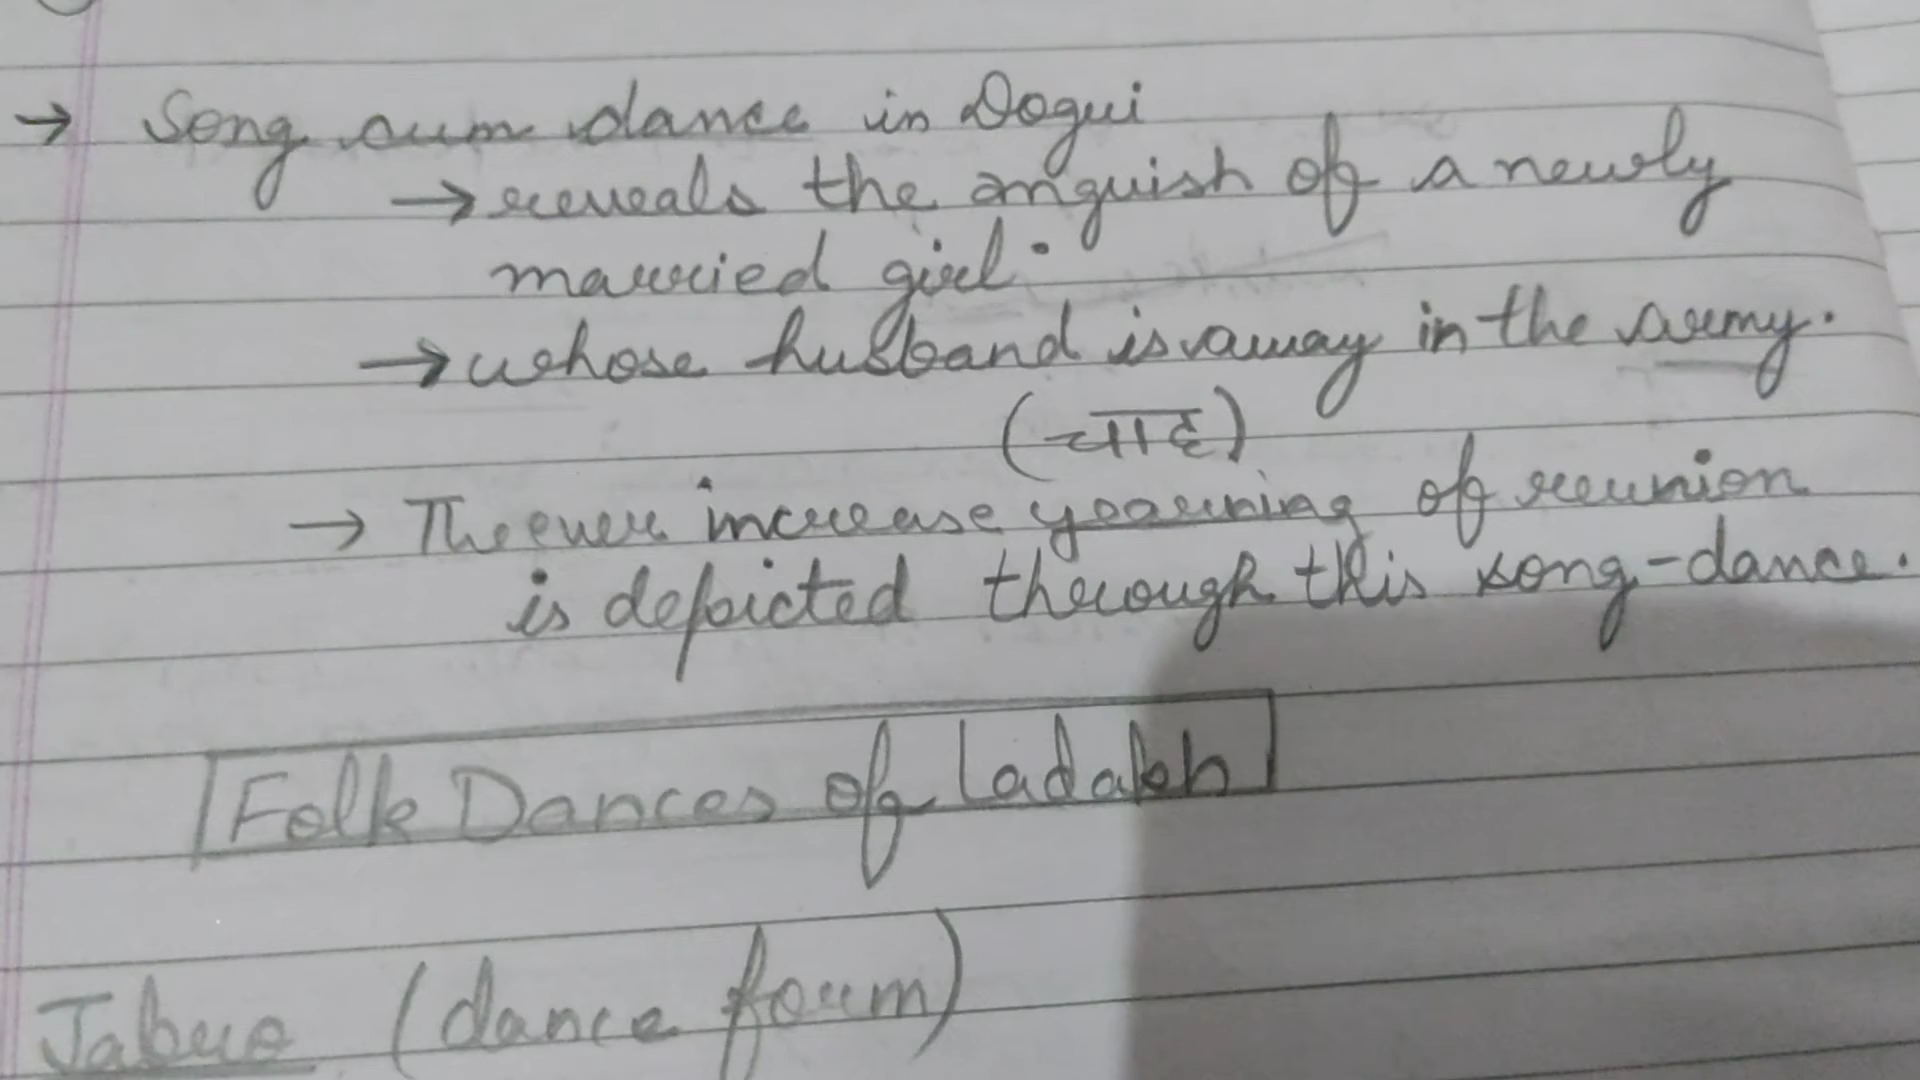 → Song cum dance in Dogri
→ reveals the anguish of a newly
married girl.
→ whose husband is away in the army.
(याद)
→ The ever increase yearning of reunion
is depicted through this song-dance.
Folk Dances of Ladakh
Jabro (dance form)